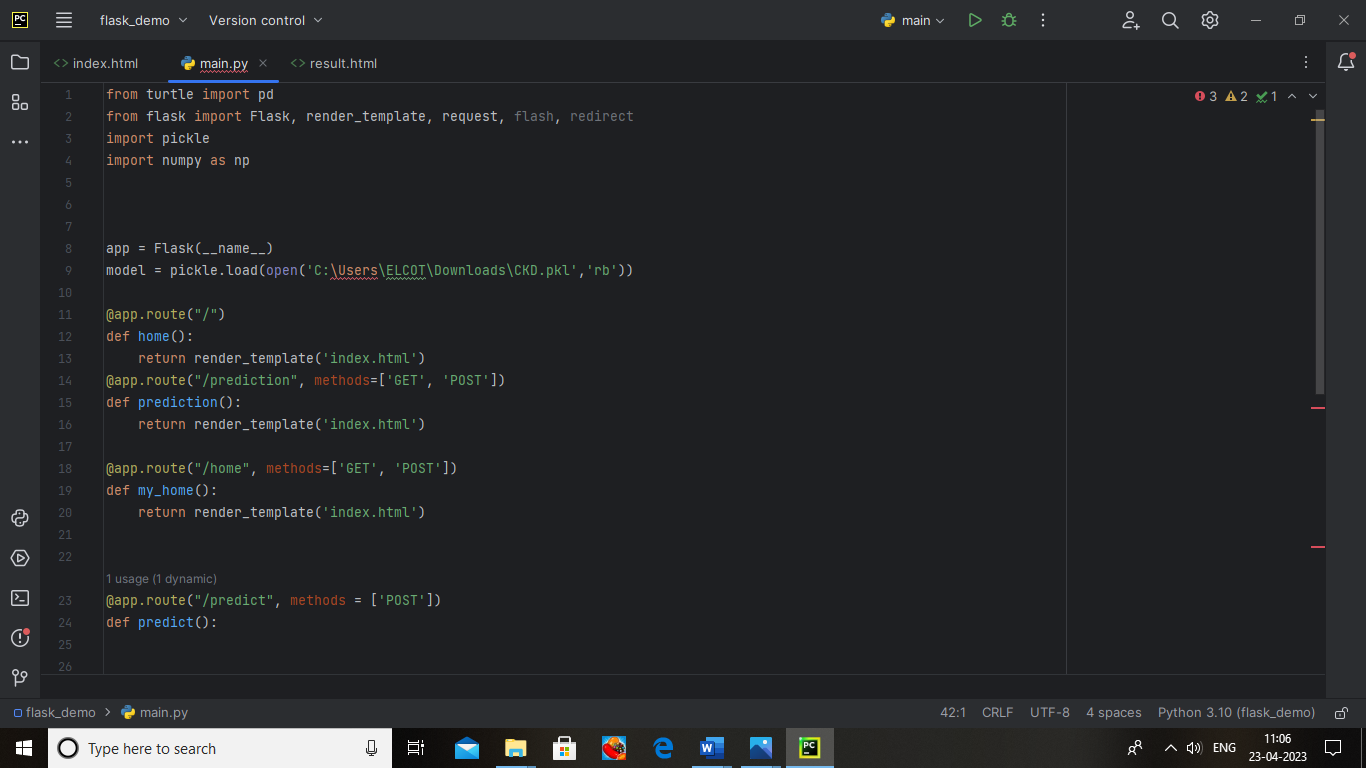 PC flask_demo Version control main
index.html main.py result.html
1 from turtle import pd
3 2 1
2 from flask import Flask, render_template, request, flash, redirect
3 import pickle
4 import numpy as np
5
6
7
8 app = Flask(__name__)
9 model = pickle.load(open('C:\Users\ELCOT\Downloads\CKD.pkl','rb'))
10
11 @app.route("/")
12 def home():
13 return render_template('index.html')
14 @app.route("/prediction", methods=['GET', 'POST'])
15 def prediction():
16 return render_template('index.html')
17
18 @app.route("/home", methods=['GET', 'POST'])
19 def my_home():
20 return render_template('index.html')
21
22
1 usage (1 dynamic)
23 @app.route("/predict", methods = ['POST'])
24 def predict():
25
26
flask_demo > main.py 42:1 CRLF UTF-8 4 spaces Python 3.10 (flask_demo)
Type here to search W PC ENG 11:06
23-04-2023